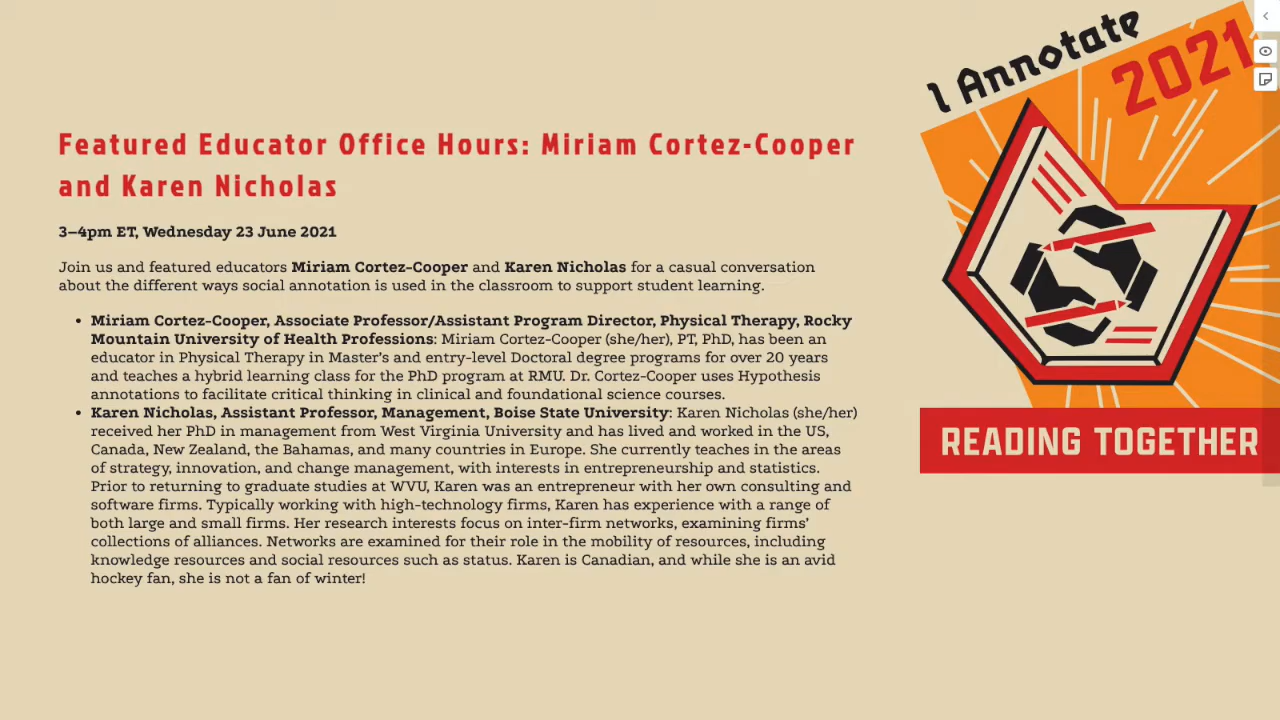 I Annotate
2021
Featured Educator Office Hours: Miriam Cortez-Cooper
and Karen Nicholas
3–4pm ET, Wednesday 23 June 2021
Join us and featured educators Miriam Cortez-Cooper and Karen Nicholas for a casual conversation
about the different ways social annotation is used in the classroom to support student learning.
• Miriam Cortez-Cooper, Associate Professor/Assistant Program Director, Physical Therapy, Rocky
Mountain University of Health Professions: Miriam Cortez-Cooper (she/her), PT, PhD, has been an
educator in Physical Therapy in Master’s and entry-level Doctoral degree programs for over 20 years
and teaches a hybrid learning class for the PhD program at RMU. Dr. Cortez-Cooper uses Hypothesis
annotations to facilitate critical thinking in clinical and foundational science courses.
• Karen Nicholas, Assistant Professor, Management, Boise State University: Karen Nicholas (she/her)
received her PhD in management from West Virginia University and has lived and worked in the US,
Canada, New Zealand, the Bahamas, and many countries in Europe. She currently teaches in the areas
of strategy, innovation, and change management, with interests in entrepreneurship and statistics.
Prior to returning to graduate studies at WVU, Karen was an entrepreneur with her own consulting and
software firms. Typically working with high-technology firms, Karen has experience with a range of
both large and small firms. Her research interests focus on inter-firm networks, examining firms’
collections of alliances. Networks are examined for their role in the mobility of resources, including
knowledge resources and social resources such as status. Karen is Canadian, and while she is an avid
hockey fan, she is not a fan of winter!
READING TOGETHER